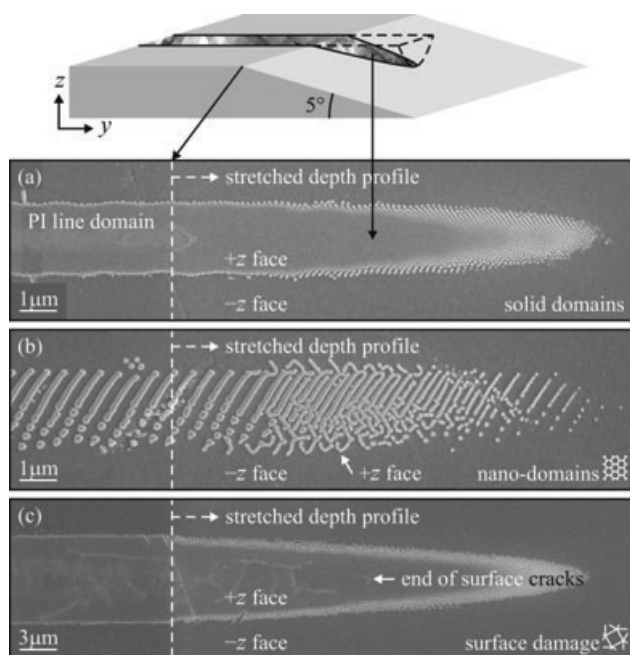 z
y
5°
(a)
stretched depth profile
PI line domain
+z face
−z face
1µm
solid domains
(b)
stretched depth profile
−z face
+z face
1µm
nano-domains
(c)
stretched depth profile
end of surface cracks
+z face
3µm
−z face
surface damage